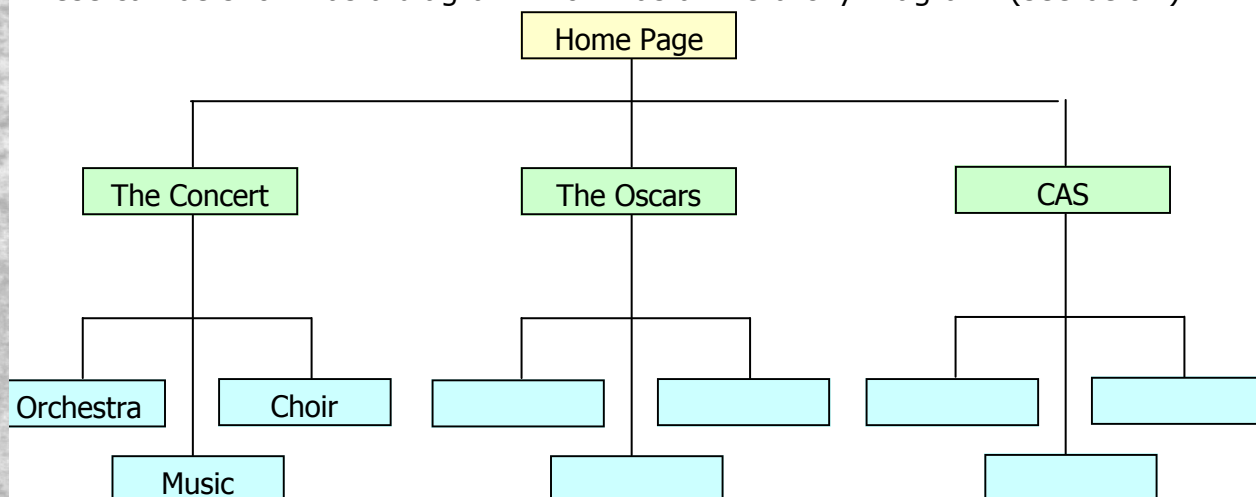 Home Page
The Concert
The Oscars
CAS
Orchestra
Choir
Music